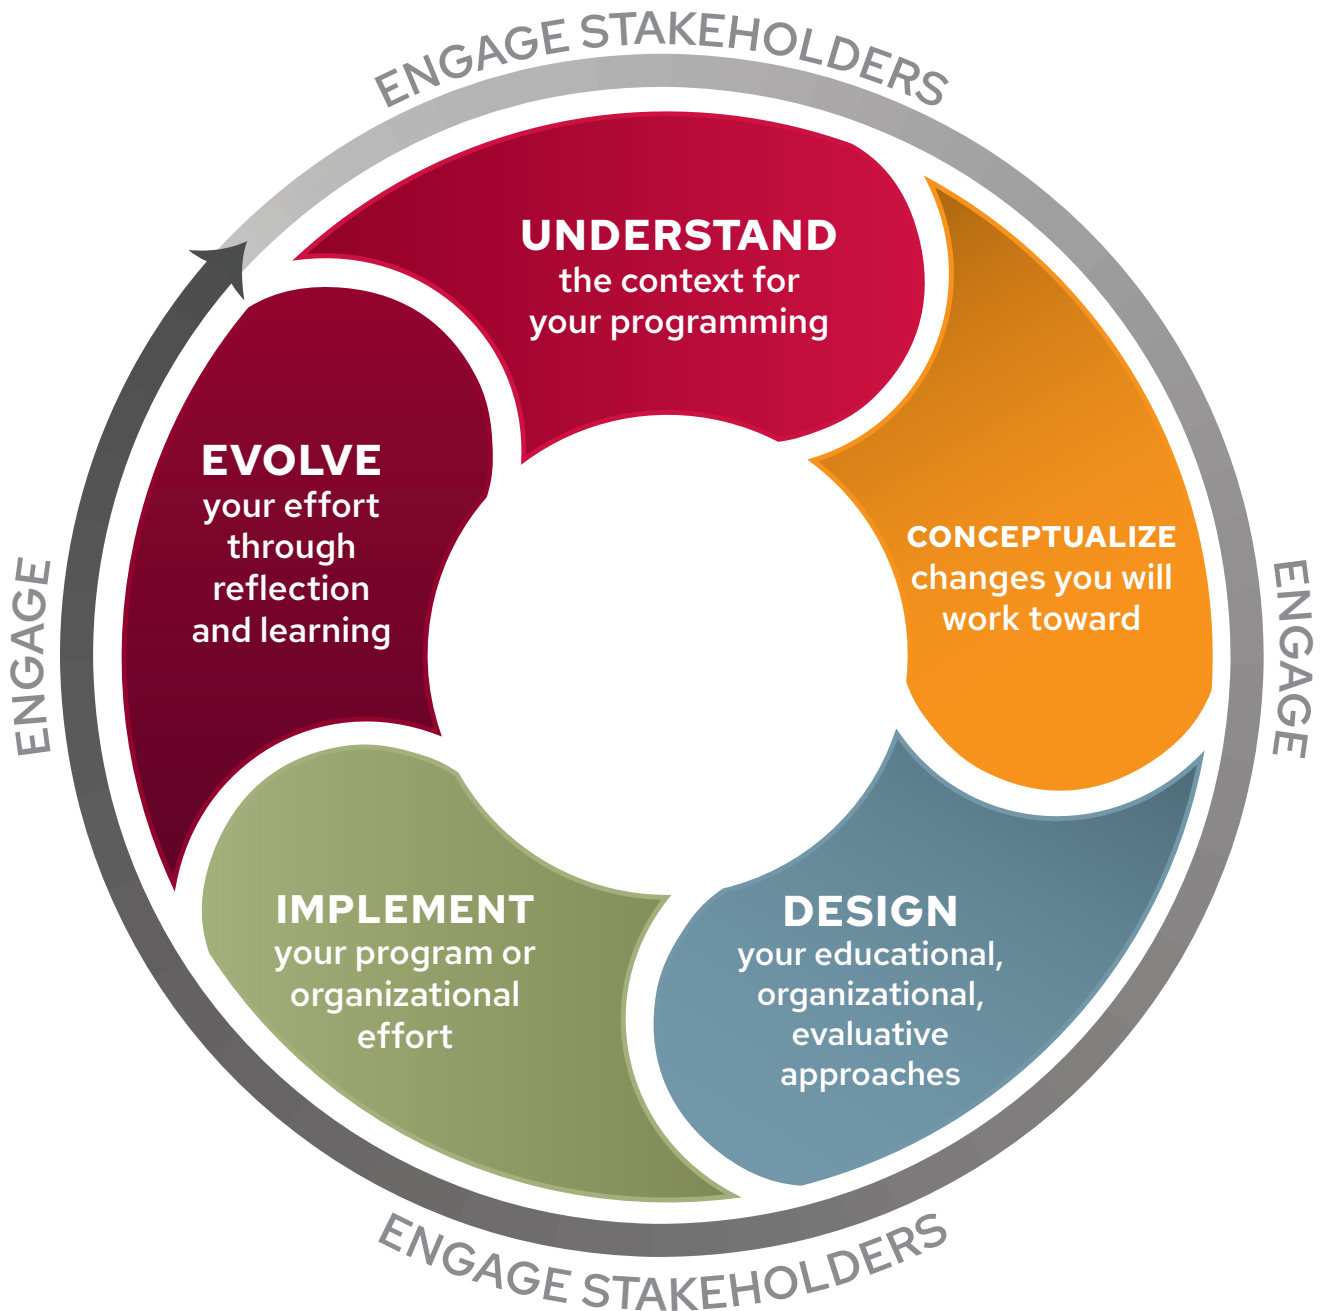 ENGAGE STAKEHOLDERS
UNDERSTAND
the context for
your programming
CONCEPTUALIZE
changes you will
work toward
ENGAGE
DESIGN
your educational,
organizational,
evaluative
approaches
IMPLEMENT
your program or
organizational
effort
EVOLVE
your effort
through
reflection
and learning
ENGAGE
ENGAGE STAKEHOLDERS